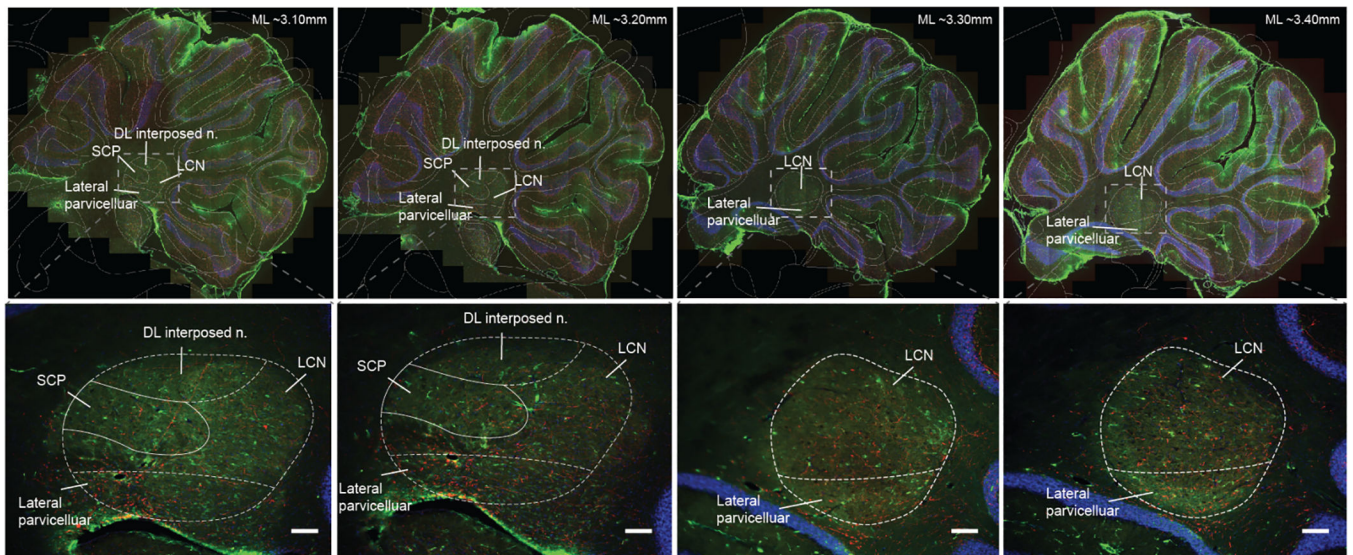 ML ~3.10mm
DL interposed n.
SCP
LCN
Lateral
parvicelluar
ML ~3.20mm
DL interposed n.
SCP
LCN
Lateral
parvicelluar
ML ~3.30mm
LCN
Lateral
parvicelluar
ML ~3.40mm
LCN
Lateral
parvicelluar
DL interposed n.
LCN
SCP
Lateral
parvicelluar
DL interposed n.
LCN
SCP
Lateral
parvicelluar
LCN
Lateral
parvicelluar
LCN
Lateral
parvicelluar